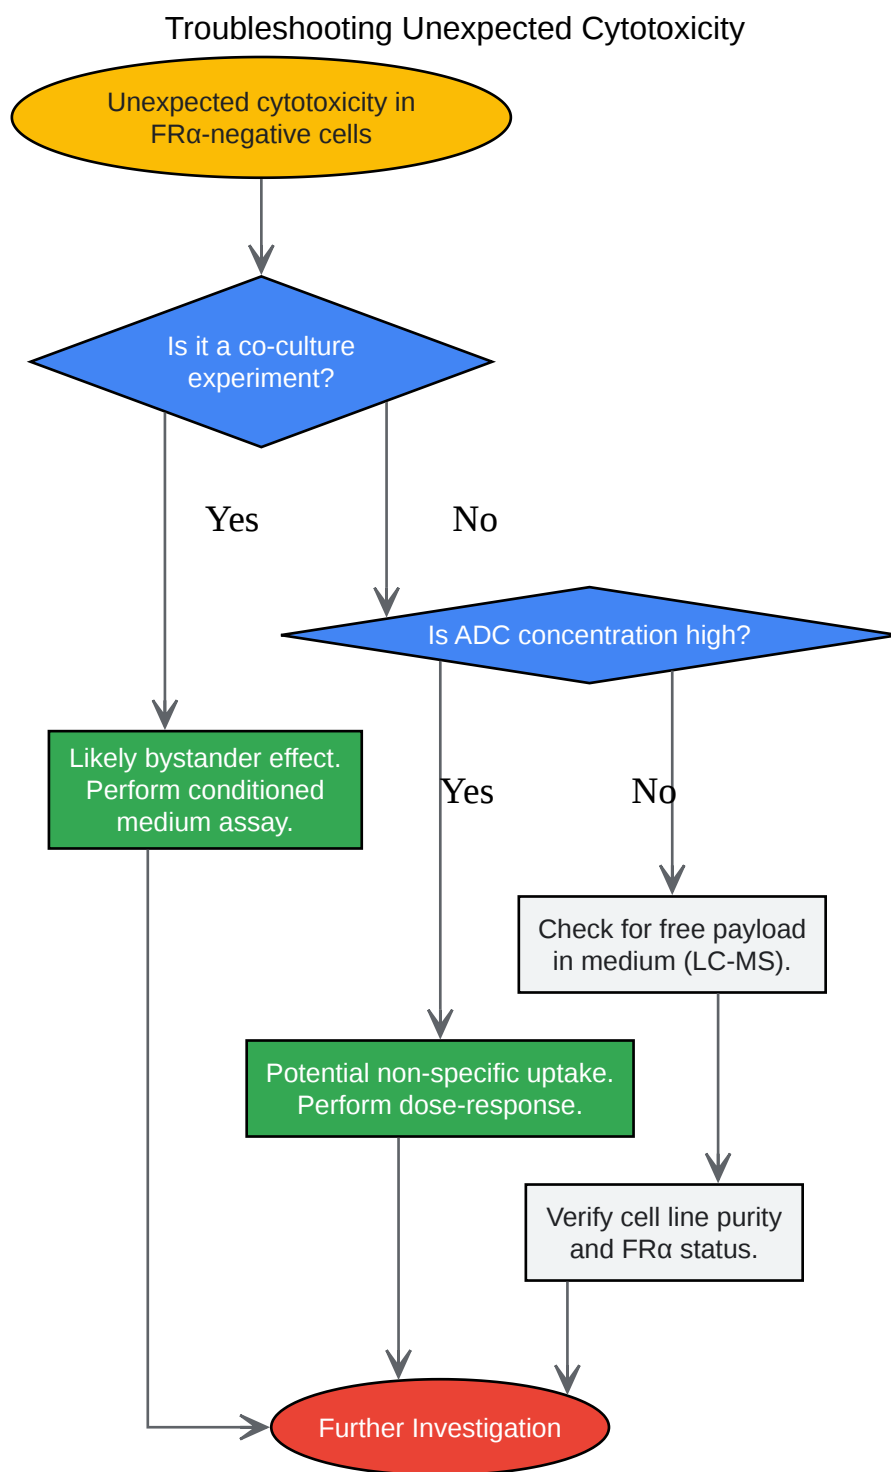 Troubleshooting Unexpected Cytotoxicity
Unexpected cytotoxicity in
FRα-negative cells
Is it a co-culture
experiment?
Yes
No
Is ADC concentration high?
Likely bystander effect.
Perform conditioned
medium assay.
Yes
No
Check for free payload
in medium (LC-MS).
Potential non-specific uptake.
Perform dose-response.
Verify cell line purity
and FRα status.
Further Investigation